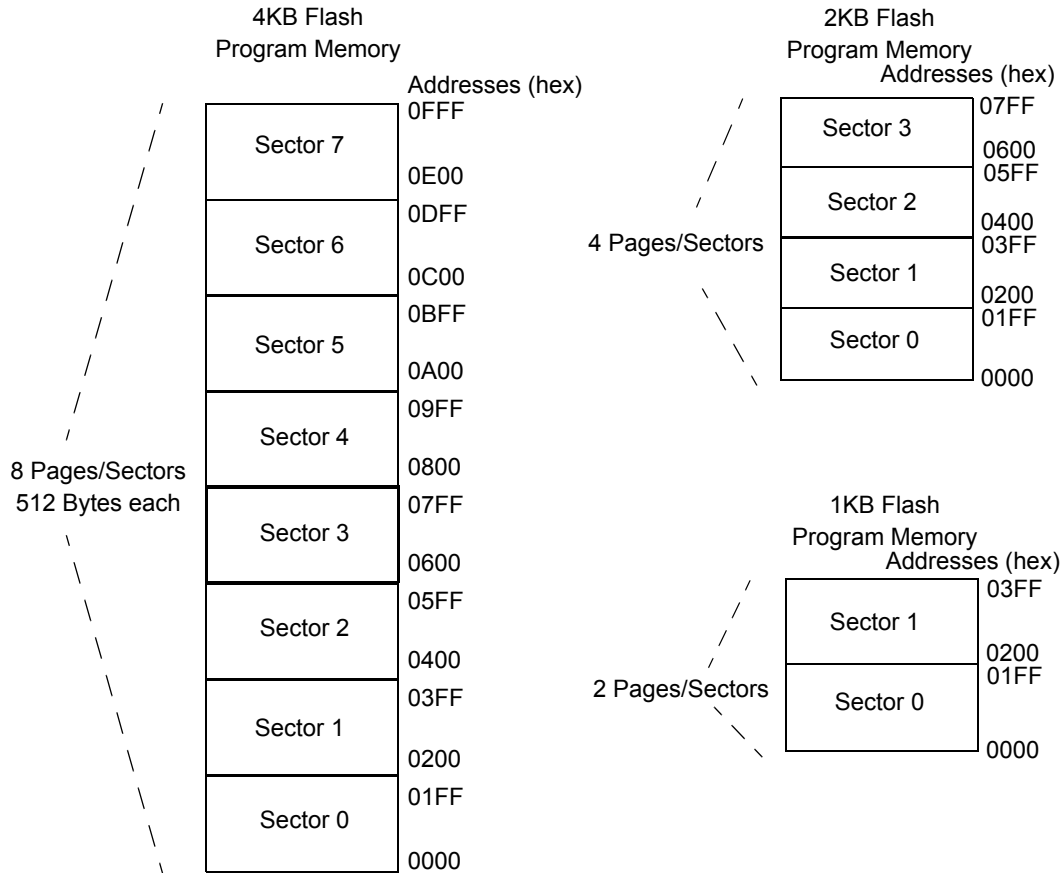 4KB Flash
Program Memory
Addresses (hex)
0FFF
Sector 7
0E00
0DFF
Sector 6
0C00
0BFF
Sector 5
0A00
09FF
Sector 4
0800
8 Pages/Sectors
512 Bytes each
07FF
Sector 3
0600
05FF
Sector 2
0400
03FF
Sector 1
0200
01FF
Sector 0
0000
2KB Flash
Program Memory
Addresses (hex)
07FF
Sector 3
0600
05FF
Sector 2
0400
4 Pages/Sectors
03FF
Sector 1
0200
01FF
Sector 0
0000
1KB Flash
Program Memory
Addresses (hex)
03FF
Sector 1
0200
01FF
2 Pages/Sectors
Sector 0
0000